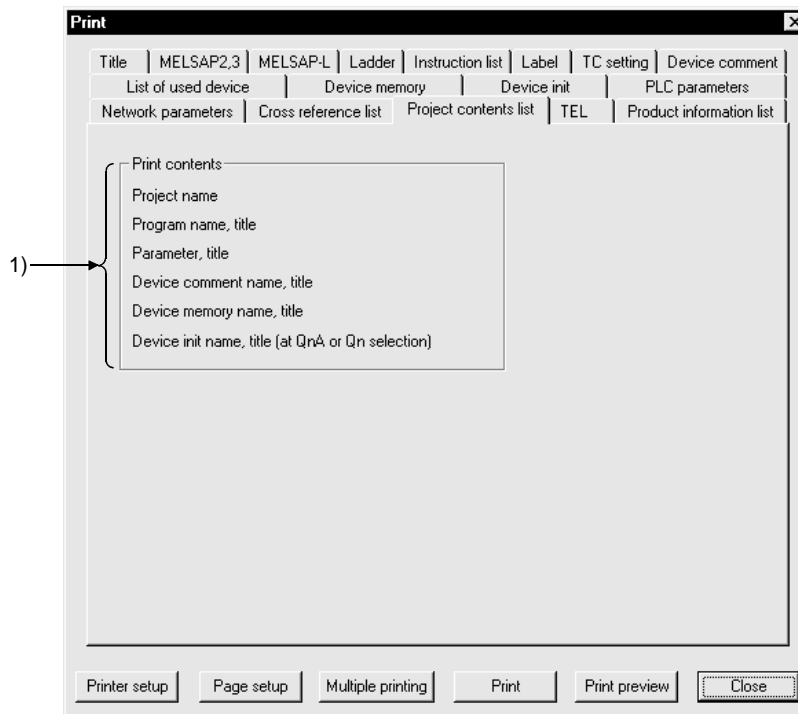 Print
Title MELSAP2,3 MELSAP-L Ladder Instruction list Label TC setting Device comment
List of used device Device memory Device init PLC parameters
Network parameters Cross reference list Project contents list TEL Product information list
Print contents
Project name
Program name, title
1)
Parameter, title
Device comment name, title
Device memory name, title
Device init name, title (at QnA or Qn selection)
Printer setup Page setup Multiple printing Print Print preview Close